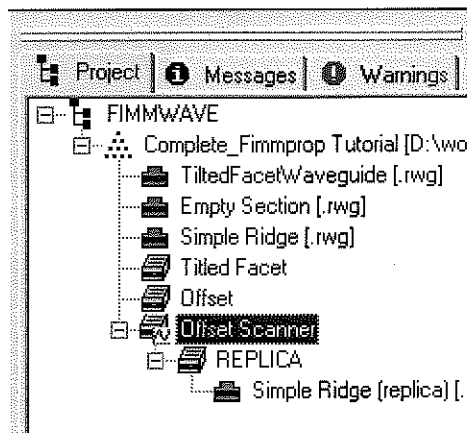 Project Messages Warnings
FIMMWAVE
Complete_Fimmprop Tutorial [D:\wo
TiltedFacetWaveguide [.rwg]
Empty Section [.rwg]
Simple Ridge [.rwg]
Titled Facet
Offset
Offset Scanner
REPLICA
Simple Ridge (replica) [.